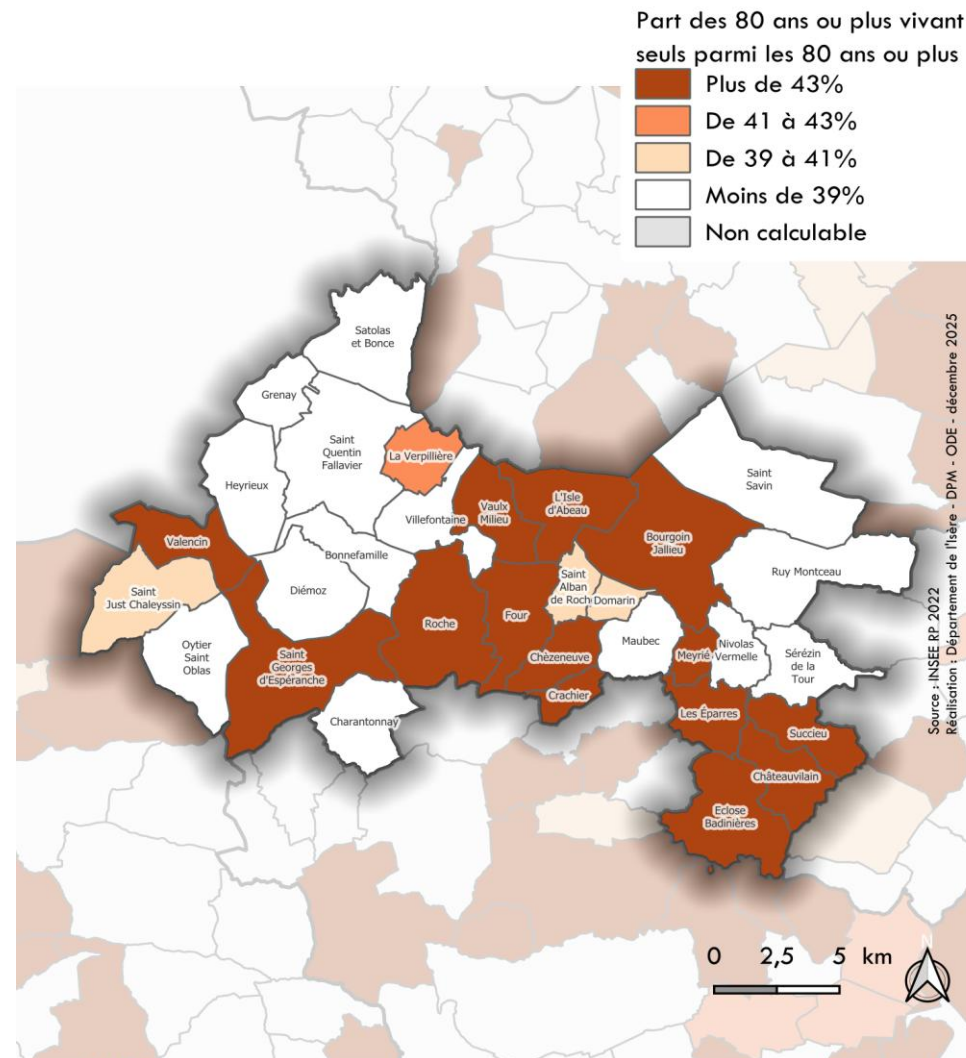 Part des 80 ans ou plus vivant
seuls parmi les 80 ans ou plus
Plus de 43%
De 41 à 43%
De 39 à 41%
Moins de 39%
Non calculable
Satolas
et Bonce
Grenay
Saint
Quentin
Fallavier
La Verpillière
Heyrieux
Villefontaine
Vaulx
Milieu
L'Isle
d'Abeau
Saint
Savin
Bourgoin
Jallieu
Valencin
Bonnefamille
Ruy Montceau
Saint
Just Chaleyssin
Diémoz
Saint
Alban
de Roch
Domarin
Roche
Four
Maubec
Oytier
Saint
Oblas
Saint
Georges
d'Espéranche
Chèzeneuve
Meyrié
Nivolas
Vermelle
Sérézin
de la
Tour
Crachier
Charantonnay
Les Éparres
Succieu
Châteauvilain
Eclose
Badinières
Source : INSEE RP 2022
Réalisation : Département de l'Isère - DPM - ODE - décembre 2025
0 2,5 5 km
N